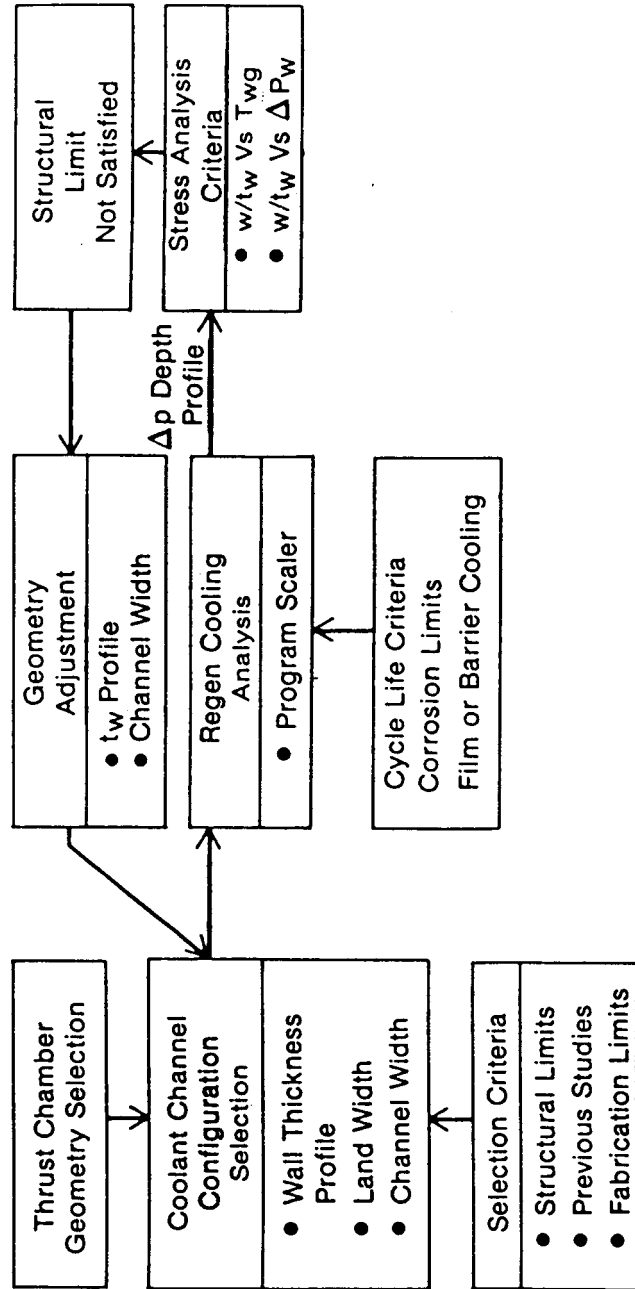 Thrust Chamber
Geometry Selection
Coolant Channel
Configuration
Selection
● Wall Thickness
Profile
● Land Width
● Channel Width
Selection Criteria
● Structural Limits
● Previous Studies
● Fabrication Limits
Geometry
Adjustment
● tw Profile
● Channel Width
Regen Cooling
Analysis
● Program Scaler
Cycle Life Criteria
Corrosion Limits
Film or Barrier Cooling
Δp Depth
Profile
Structural
Limit
Not Satisfied
Stress Analysis
Criteria
● w/tw Vs Twg
● w/tw Vs ΔPw